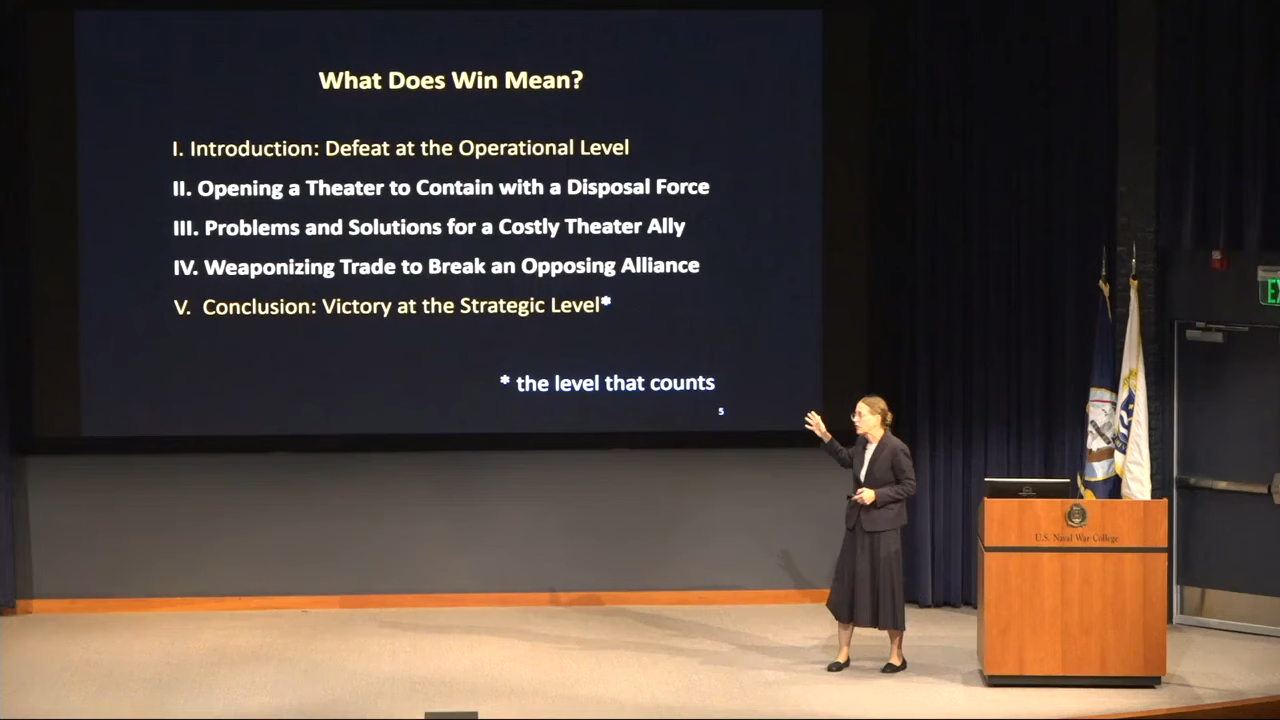 What Does Win Mean?
I. Introduction: Defeat at the Operational Level
II. Opening a Theater to Contain with a Disposal Force
III. Problems and Solutions for a Costly Theater Ally
IV. Weaponizing Trade to Break an Opposing Alliance
V. Conclusion: Victory at the Strategic Level*
* the level that counts
5
EX
U.S. Naval War College